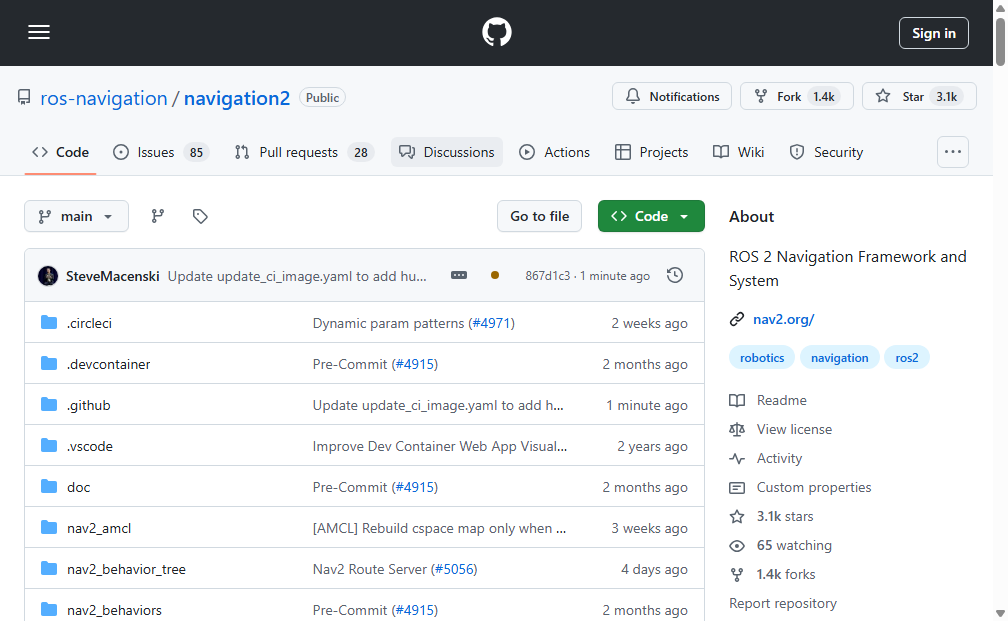 Sign in
ros-navigation / navigation2 Public
Notifications Fork 1.4k Star 3.1k
Code Issues 85 Pull requests 28 Discussions Actions Projects Wiki Security
main Go to file Code
SteveMacenski Update update_ci_image.yaml to add hu... 867d1c3 · 1 minute ago
.circleci Dynamic param patterns (#4971) 2 weeks ago
.devcontainer Pre-Commit (#4915) 2 months ago
.github Update update_ci_image.yaml to add h... 1 minute ago
.vscode Improve Dev Container Web App Visual... 2 years ago
doc Pre-Commit (#4915) 2 months ago
nav2_amcl [AMCL] Rebuild cspace map only when ... 3 weeks ago
nav2_behavior_tree Nav2 Route Server (#5056) 4 days ago
nav2_behaviors Pre-Commit (#4915) 2 months ago
About
ROS 2 Navigation Framework and
System
nav2.org/
robotics navigation ros2
Readme
View license
Activity
Custom properties
3.1k stars
65 watching
1.4k forks
Report repository